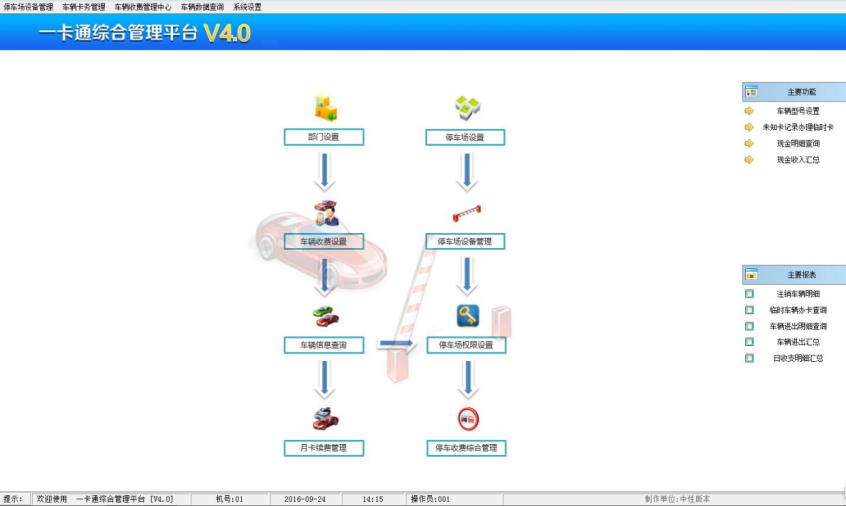 停车场设备管理 车辆卡务管理 车辆收费管理中心 车辆数据查询 系统设置
一卡通综合管理平台 V4.0
部门设置
停车场设置
车辆收费设置
停车场设备管理
车辆信息查询
停车场权限设置
月卡续费管理
停车收费综合管理
主要功能
车辆型号设置
未知卡记录办理临时卡
现金明细查询
现金收入汇总
主要报表
注销车辆明细
临时车辆办卡查询
车辆进出明细查询
车辆进出汇总
日收支明细汇总
提示: 欢迎使用 一卡通综合管理平台 [V4.0] 机号:01 2016-09-24 14:15 操作员:001 制作单位:中性版本